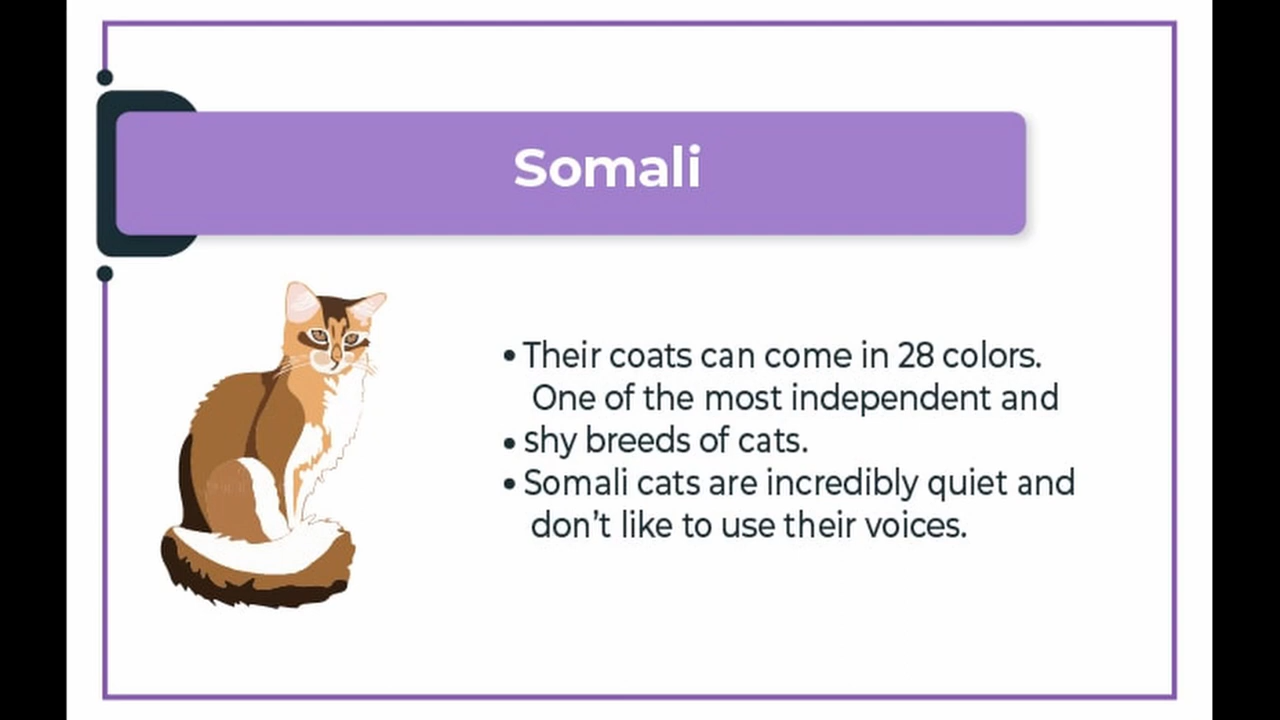 Somali
• Their coats can come in 28 colors.
One of the most independent and
• shy breeds of cats.
• Somali cats are incredibly quiet and
don’t like to use their voices.